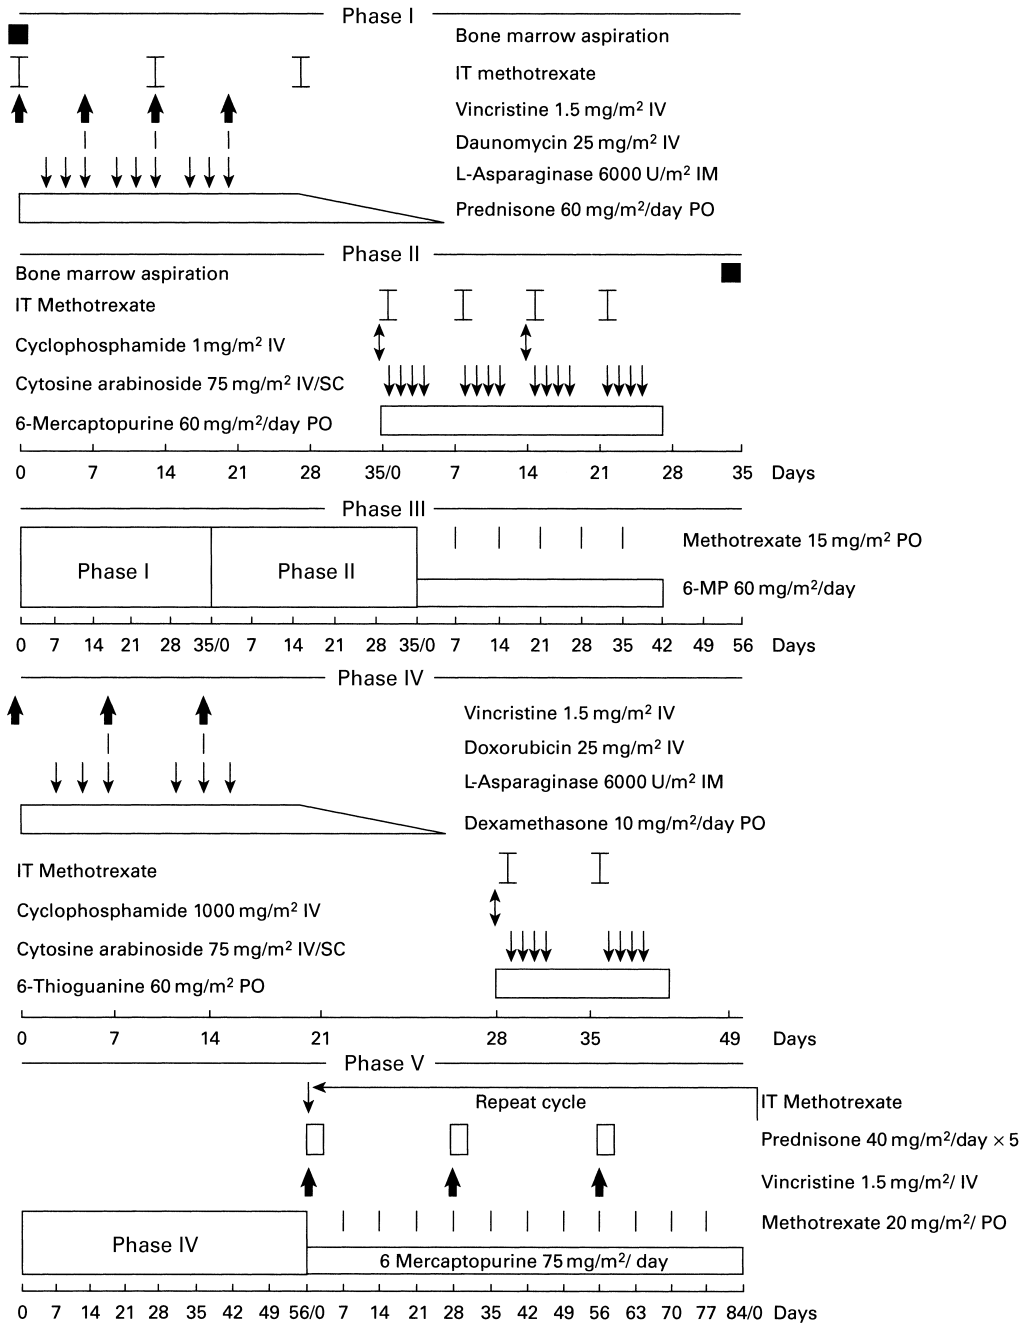 Phase I
Bone marrow aspiration
IT methotrexate
Vincristine 1.5 mg/m² IV
Daunomycin 25 mg/m² IV
L-Asparaginase 6000 U/m² IM
Prednisone 60 mg/m²/day PO
Phase II
Bone marrow aspiration
IT Methotrexate
Cyclophosphamide 1 mg/m² IV
Cytosine arabinoside 75 mg/m² IV/SC
6-Mercaptopurine 60 mg/m²/day PO
0 7 14 21 28 35/0 7 14 21 28 35 Days
Phase III
Methotrexate 15 mg/m² PO
Phase I Phase II
6-MP 60 mg/m²/day
0 7 14 21 28 35/0 7 14 21 28 35/0 7 14 21 28 35 42 49 56 Days
Phase IV
Vincristine 1.5 mg/m² IV
Doxorubicin 25 mg/m² IV
L-Asparaginase 6000 U/m² IM
Dexamethasone 10 mg/m²/day PO
IT Methotrexate
Cyclophosphamide 1000 mg/m² IV
Cytosine arabinoside 75 mg/m² IV/SC
6-Thioguanine 60 mg/m² PO
0 7 14 21 28 35 49 Days
Phase V
Repeat cycle IT Methotrexate
Prednisone 40 mg/m²/day × 5
Vincristine 1.5 mg/m²/ IV
Methotrexate 20 mg/m²/ PO
Phase IV
6 Mercaptopurine 75 mg/m²/ day
0 7 14 21 28 35 42 49 56/0 7 14 21 28 35 42 49 56 63 70 77 84/0 Days